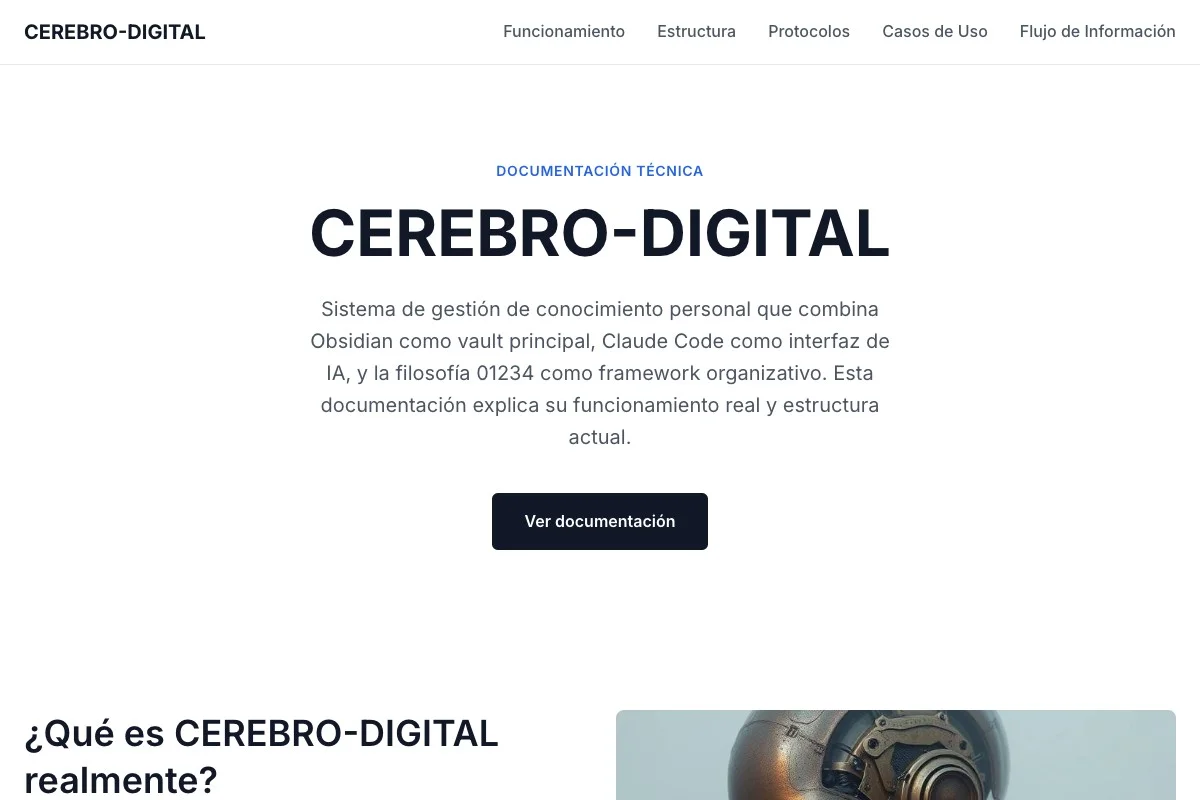 CEREBRO-DIGITAL
Funcionamiento
Estructura
Protocolos
Casos de Uso
Flujo de Información
DOCUMENTACIÓN TÉCNICA
CEREBRO-DIGITAL
Sistema de gestión de conocimiento personal que combina
Obsidian como vault principal, Claude Code como interfaz de
IA, y la filosofía 01234 como framework organizativo. Esta
documentación explica su funcionamiento real y estructura
actual.
Ver documentación
¿Qué es CEREBRO-DIGITAL
realmente?